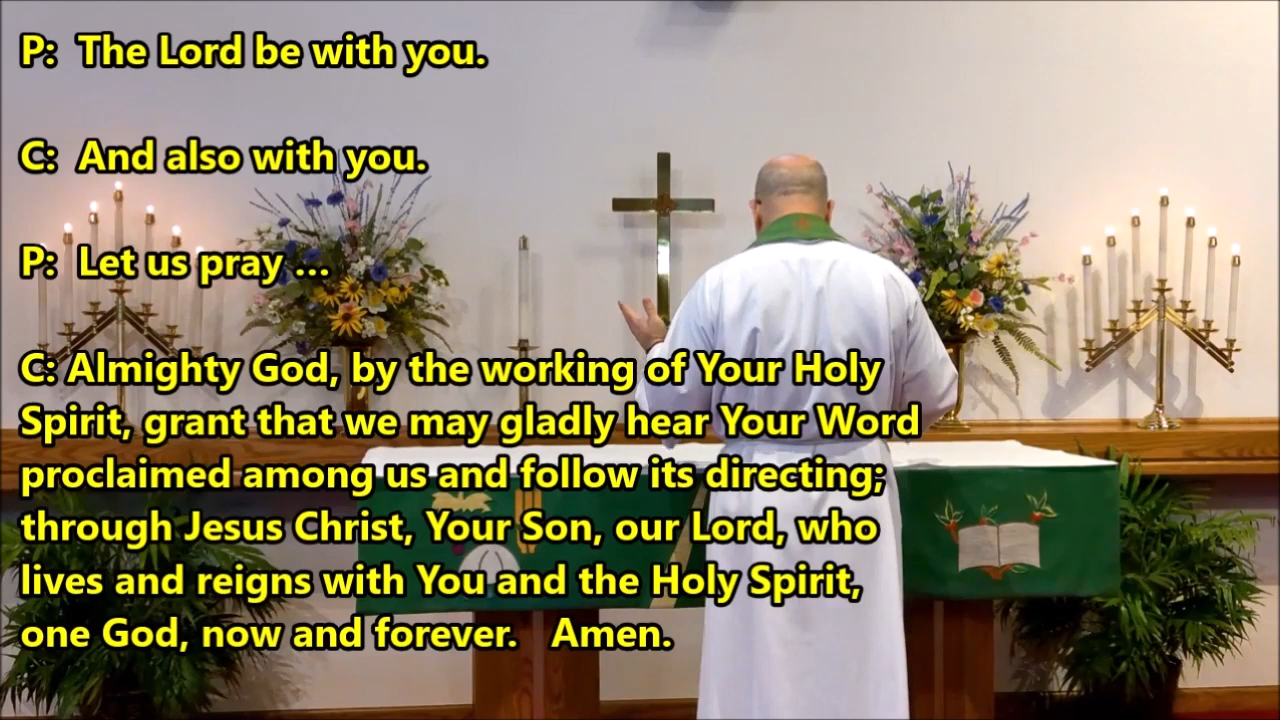 P:  The Lord be with you.
C:  And also with you.
P:  Let us pray ...
C: Almighty God, by the working of Your Holy
Spirit, grant that we may gladly hear Your Word
proclaimed among us and follow its directing;
through Jesus Christ, Your Son, our Lord, who
lives and reigns with You and the Holy Spirit,
one God, now and forever.   Amen.